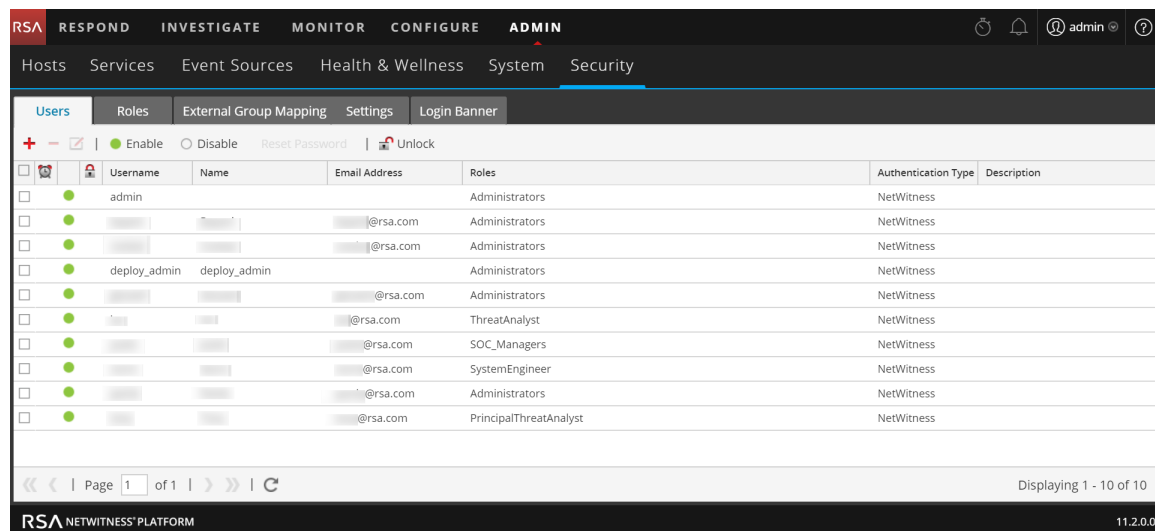 RSA RESPOND INVESTIGATE MONITOR CONFIGURE ADMIN admin ?
Hosts Services Event Sources Health & Wellness System Security
Users Roles External Group Mapping Settings Login Banner
Enable Disable Reset Password | Unlock
Username Name Email Address Roles Authentication Type Description
admin Administrators NetWitness
@rsa.com Administrators NetWitness
@rsa.com Administrators NetWitness
deploy_admin deploy_admin Administrators NetWitness
@rsa.com Administrators NetWitness
@rsa.com ThreatAnalyst NetWitness
@rsa.com SOC_Managers NetWitness
@rsa.com SystemEngineer NetWitness
@rsa.com Administrators NetWitness
@rsa.com PrincipalThreatAnalyst NetWitness
Page 1 of 1 Displaying 1 - 10 of 10
RSA NETWITNESS® PLATFORM 11.2.0.0